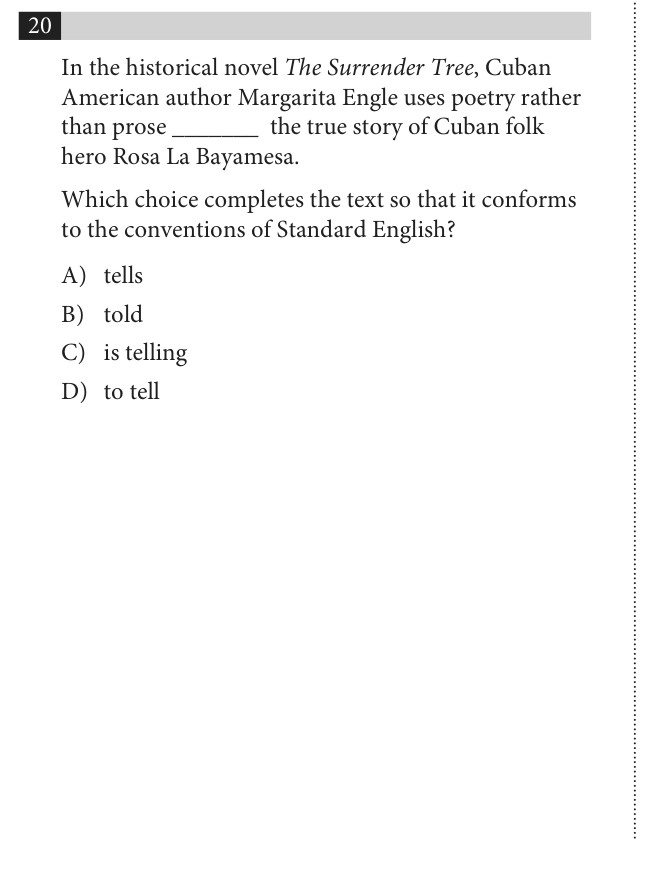 20
In the historical novel The Surrender Tree, Cuban
American author Margarita Engle uses poetry rather
than prose _______ the true story of Cuban folk
hero Rosa La Bayamesa.
Which choice completes the text so that it conforms
to the conventions of Standard English?
A) tells
B) told
C) is telling
D) to tell